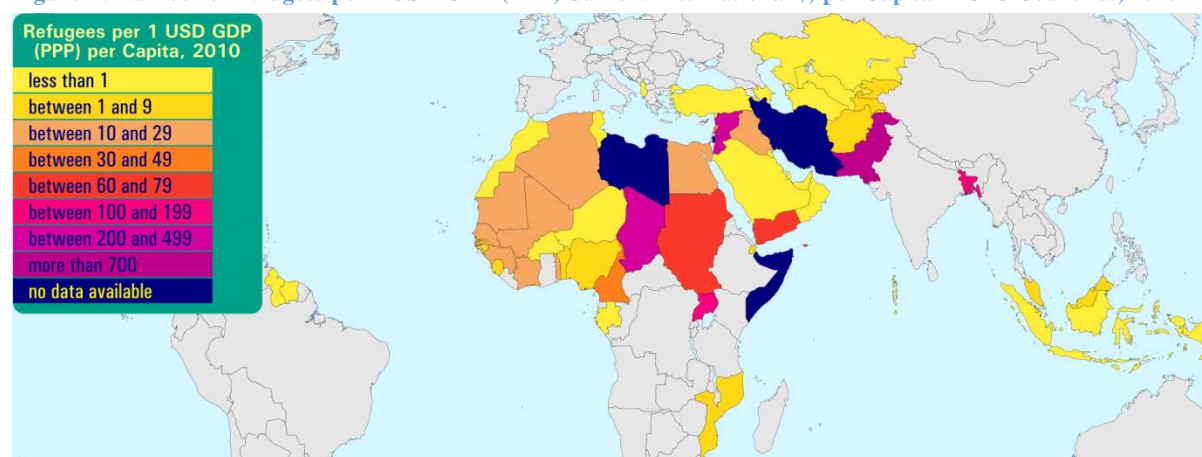 Refugees per 1 USD GDP
(PPP) per Capita, 2010
less than 1
between 1 and 9
between 10 and 29
between 30 and 49
between 60 and 79
between 100 and 199
between 200 and 499
more than 700
no data available